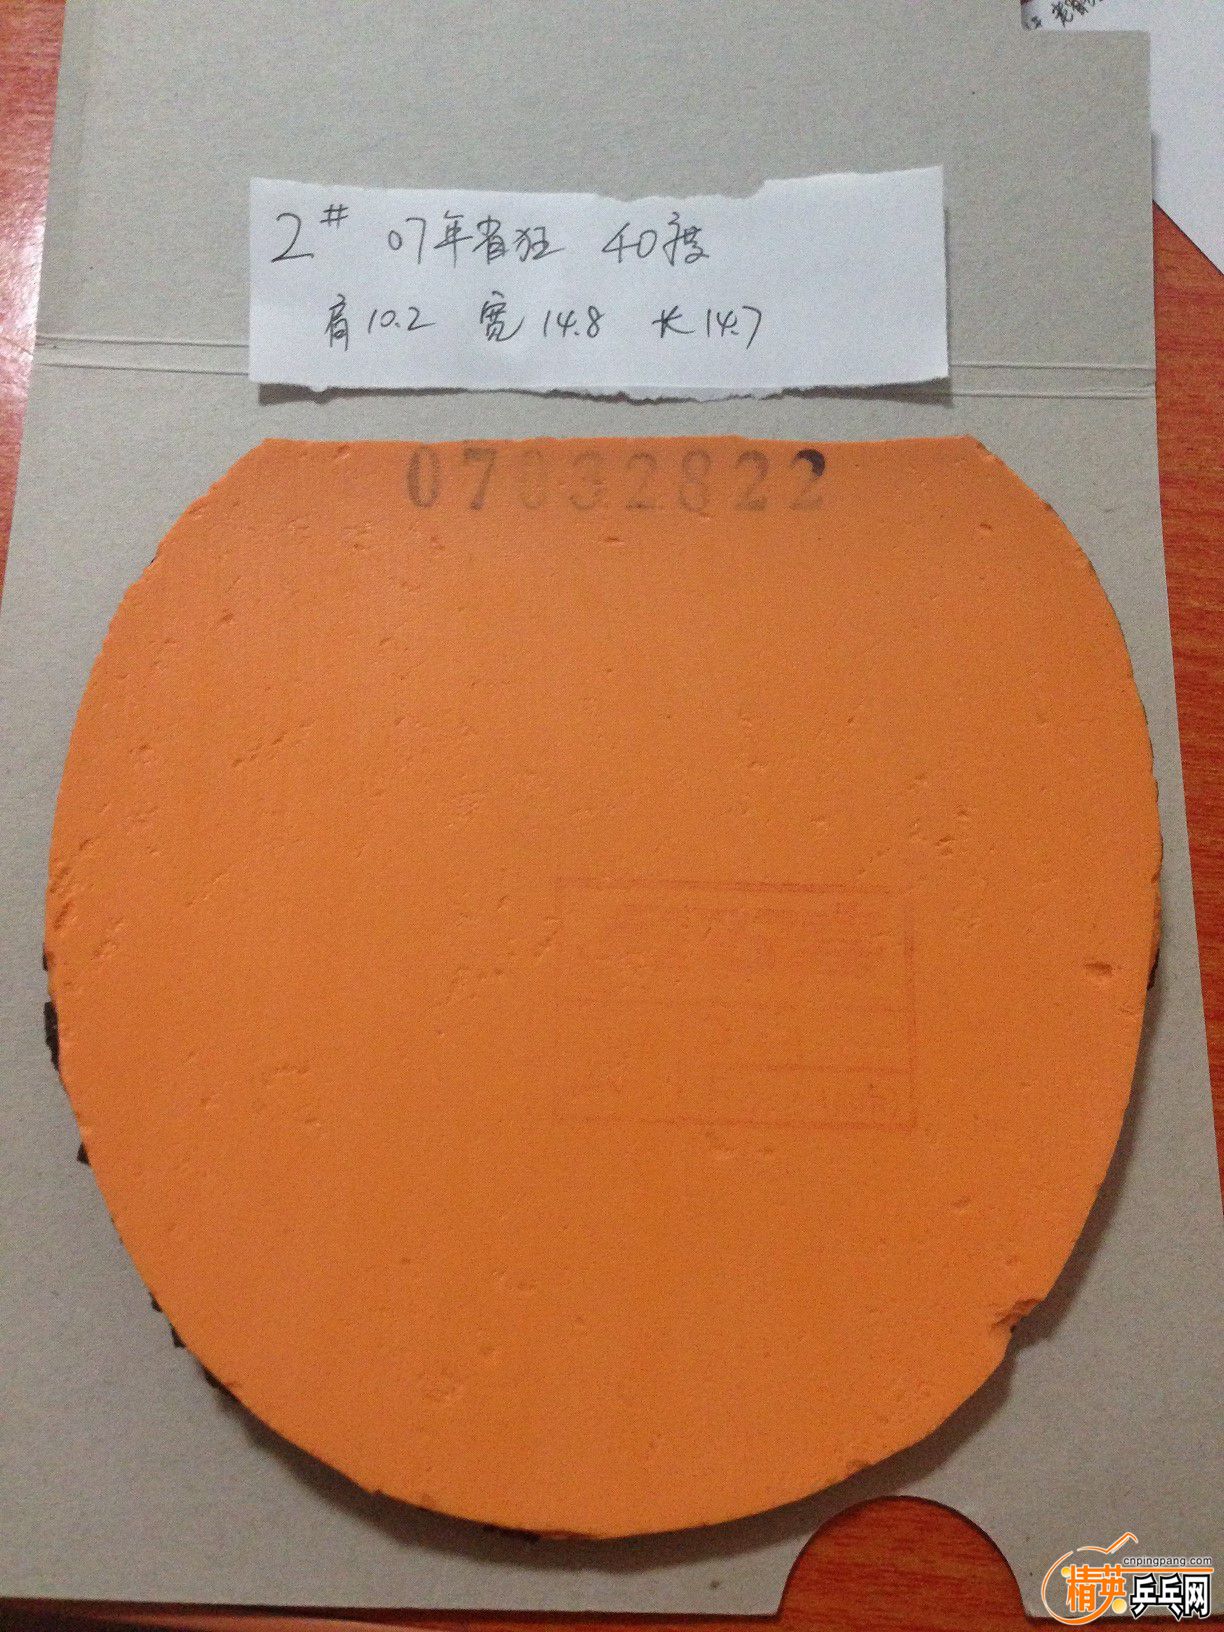 2# 07年省狂 40度
肩10.2 宽14.8 长14.7
07032822
cnpingpang.com
精英乒乓网